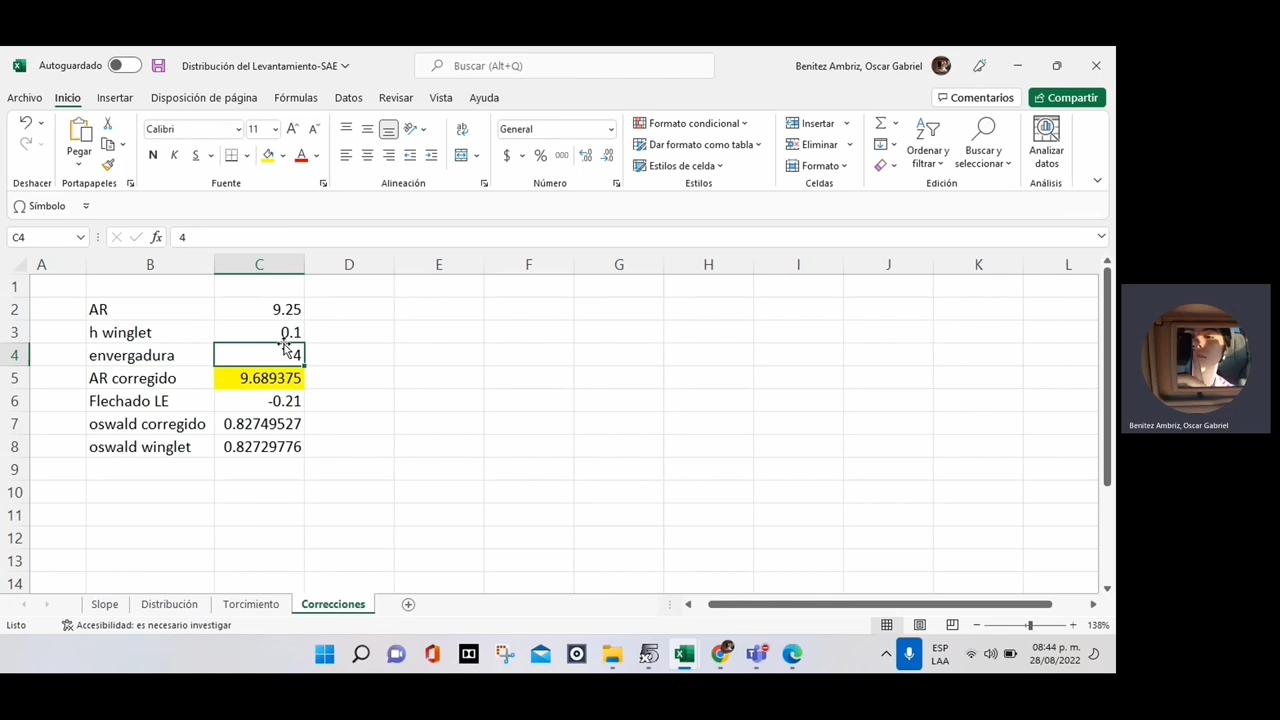 Autoguardado Distribución del Levantamiento-SAE Buscar (Alt+Q) Benitez Ambriz, Oscar Gabriel
Archivo Inicio Insertar Disposición de página Fórmulas Datos Revisar Vista Ayuda Comentarios Compartir
Pegar Calibri 11 General Formato condicional Insertar
Dar formato como tabla Eliminar Ordenar y filtrar Buscar y seleccionar Analizar datos
N K S $ % 000 Estilos de celda Formato
Deshacer Portapapeles Fuente Alineación Número Estilos Celdas Edición Análisis
Símbolo
C4 fx 4
A B C D E F G H I J K L
1
2 AR 9.25
3 h winglet 0.1
4 envergadura 4
5 AR corregido 9.689375
6 Flechado LE -0.21
7 oswald corregido 0.82749527
8 oswald winglet 0.82729776
9
10
11
12
13
14
Slope Distribución Torcimiento Correcciones
Listo Accesibilidad: es necesario investigar 138%
ESP 08:44 p. m.
LAA 28/08/2022
Benitez Ambriz, Oscar Gabriel